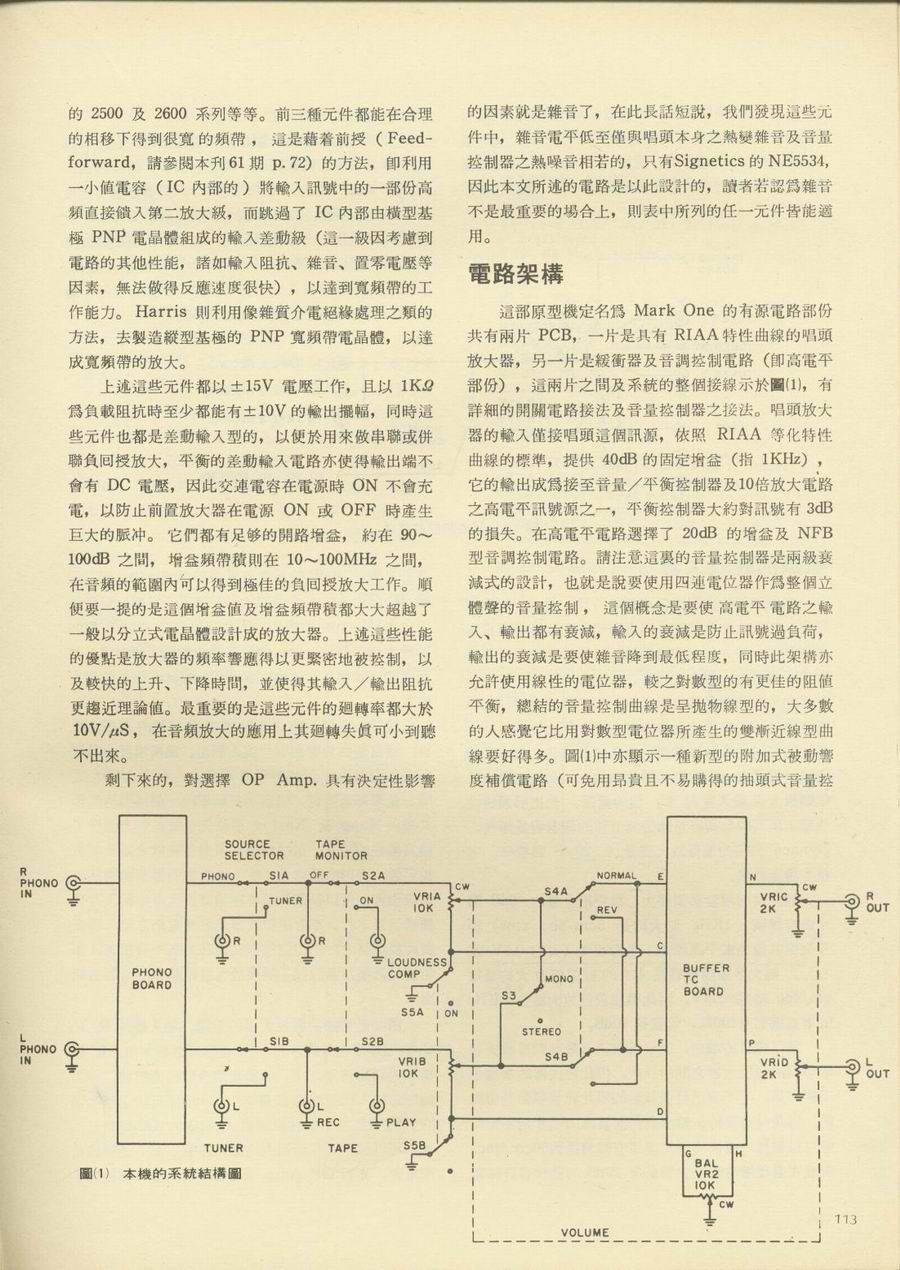 的 2500 及 2600 系列等等。前三種元件都能在合理
的相移下得到很寬的頻帶，這是藉着前授（Feed-
forward，請參閱本刊61期 p.72）的方法，卽利用
一小値電容（IC 內部的）將輸入訊號中的一部份高
頻直接饋入第二放大級，而跳過了 IC 內部由橫型基
極 PNP 電晶體組成的輸入差動級（這一級因考慮到
電路的其他性能，諸如輸入阻抗、雜音、置零電壓等
因素，無法做得反應速度很快），以達到寬頻帶的工
作能力。Harris 則利用像雜質介電絕緣處理之類的
方法，去製造縱型基極的 PNP 寬頻帶電晶體，以達
成寬頻帶的放大。
上述這些元件都以±15V 電壓工作，且以 1KΩ
爲負載阻抗時至少都能有±10V的輸出擺幅，同時這
些元件也都是差動輸入型的，以便於用來做串聯或併
聯負回授放大，平衡的差動輸入電路亦使得輸出端不
會有 DC 電壓，因此交連電容在電源時 ON 不會充
電，以防止前置放大器在電源 ON 或 OFF 時產生
巨大的脈冲。它們都有足够的開路增益，約在 90～
100dB 之間，增益頻帶積則在 10～100MHz 之間，
在音頻的範圍內可以得到極佳的負回授放大工作。順
便要一提的是這個增益値及增益頻帶積都大大超越了
一般以分立式電晶體設計成的放大器。上述這些性能
的優點是放大器的頻率響應得以更緊密地被控制，以
及較快的上升、下降時間，並使得其輸入／輸出阻抗
更趨近理論値。最重要的是這些元件的廻轉率都大於
10V/μS，在音頻放大的應用上其廻轉失眞可小到聽
不出來。
剩下來的，對選擇 OP Amp. 具有決定性影響
的因素就是雜音了，在此長話短說，我們發現這些元
件中，雜音電平低至僅與唱頭本身之熱變雜音及音量
控制器之熱噪音相若的，只有Signetics的NE5534，
因此本文所述的電路是以此設計的，讀者若認爲雜音
不是最重要的場合上，則表中所列的任一元件皆能適
用。
電路架構
這部原型機定名爲 Mark One 的有源電路部份
共有兩片 PCB，一片是具有 RIAA特性曲線的唱頭
放大器，另一片是緩衝器及音調控制電路（卽高電平
部份），這兩片之間及系統的整個接線示於圖(1)，有
詳細的開關電路接法及音量控制器之接法。唱頭放大
器的輸入僅接唱頭這個訊源，依照 RIAA 等化特性
曲線的標準，提供 40dB 的固定增益（指 1KHz），
它的輸出成爲接至音量／平衡控制器及10倍放大電路
之高電平訊號源之一，平衡控制器大約對訊號有 3dB
的損失。在高電平電路選擇了 20dB 的增益及 NFB
型音調控制電路。請注意這裏的音量控制器是兩級衰
減式的設計，也就是說要使用四連電位器作爲整個立
體聲的音量控制，這個概念是要使高電平電路之輸
入、輸出都有衰減，輸入的衰減是防止訊號過負荷，
輸出的衰減是要使雜音降到最低程度，同時此架構亦
允許使用線性的電位器，較之對數型的有更佳的阻値
平衡，總結的音量控制曲線是呈拋物線型的，大多數
的人感覺它比用對數型電位器所產生的雙漸近線型曲
線要好得多。圖(1)中亦顯示一種新型的附加式被動響
度補償電路（可免用昂貴且不易購得的抽頭式音量控
SOURCE
SELECTOR
TAPE
MONITOR
R
PHONO
IN
PHONO
S1A
OFF
S2A
TUNER
ON
VR1A
10K
CW
S4A
NORMAL
REV
E
N
VR1C
2K
CW
R
OUT
R
R
LOUDNESS
COMP
C
PHONO
BOARD
S5A
ON
S3
MONO
STEREO
BUFFER
TC
BOARD
L
PHONO
IN
S1B
S2B
VR1B
10K
S4B
F
P
VR1D
2K
L
OUT
L
L
REC
PLAY
D
TUNER
TAPE
S5B
G
H
BAL
VR2
10K
CW
圖(1) 本機的系統結構圖
VOLUME
113